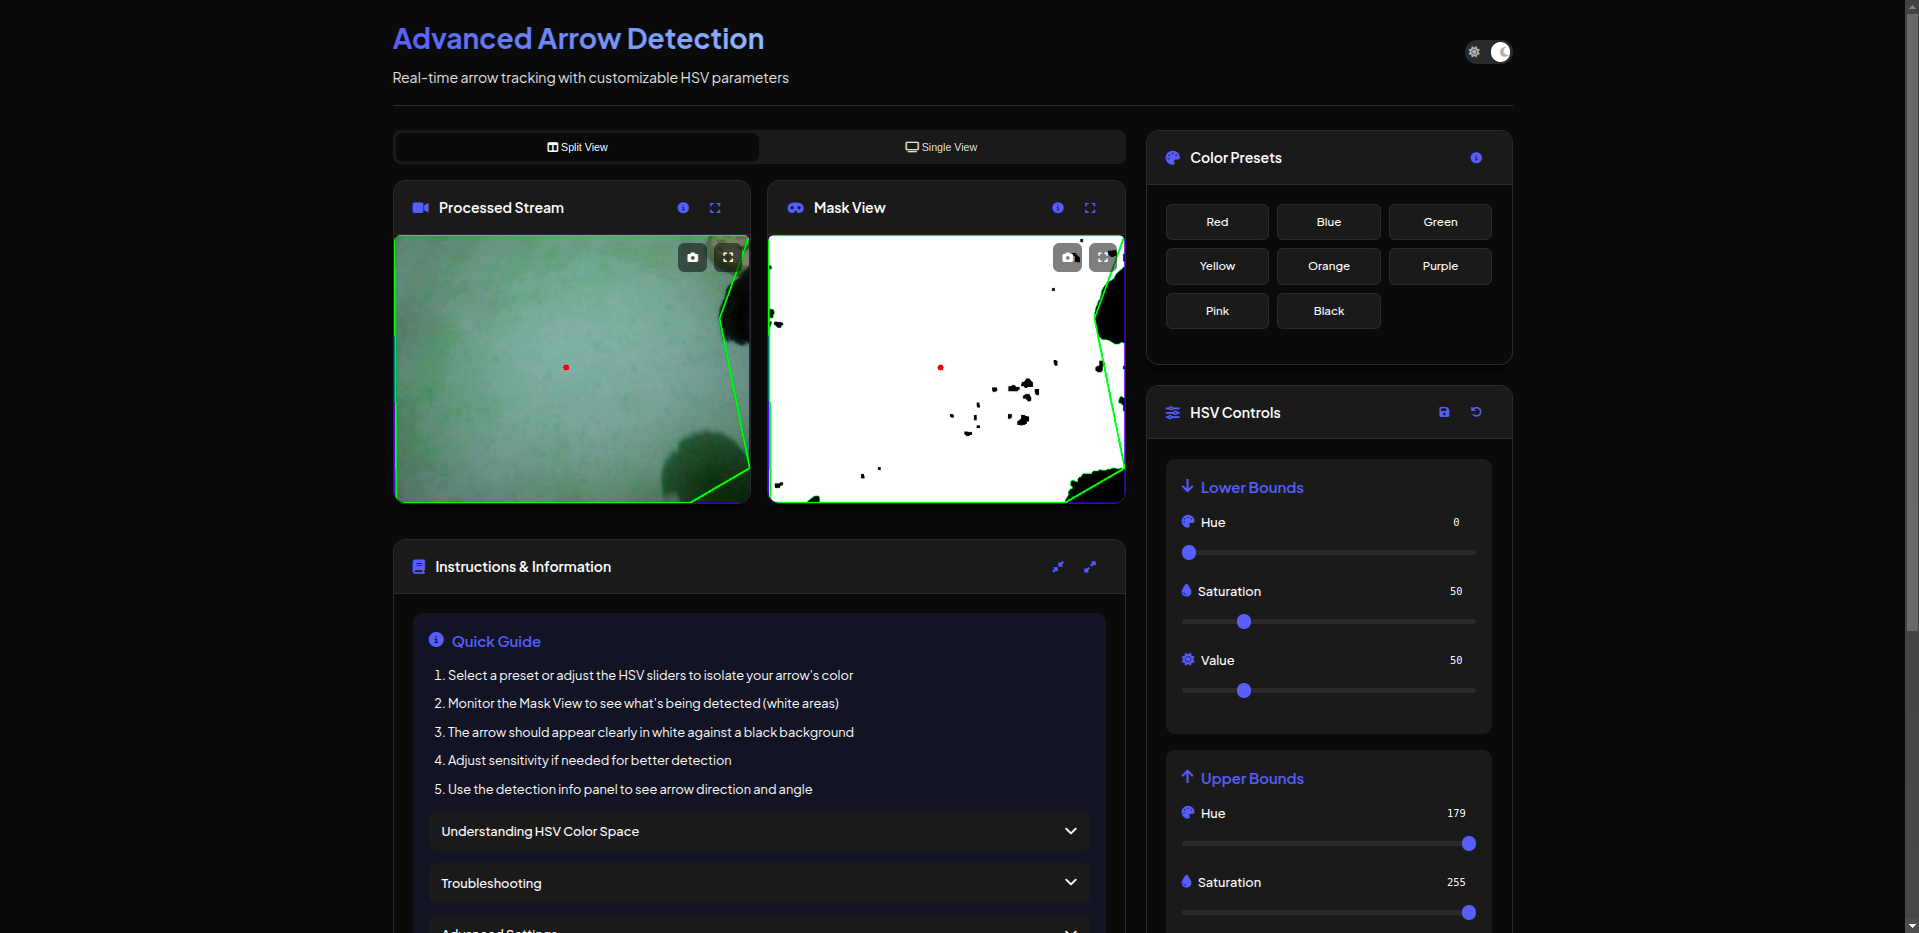 Advanced Arrow Detection
Real-time arrow tracking with customizable HSV parameters
Split View
Single View
Processed Stream
Mask View
Instructions & Information
Quick Guide
1. Select a preset or adjust the HSV sliders to isolate your arrow's color
2. Monitor the Mask View to see what's being detected (white areas)
3. The arrow should appear clearly in white against a black background
4. Adjust sensitivity if needed for better detection
5. Use the detection info panel to see arrow direction and angle
Understanding HSV Color Space
Troubleshooting
Advanced Settings
Color Presets
Red
Blue
Green
Yellow
Orange
Purple
Pink
Black
HSV Controls
Lower Bounds
Hue 0
Saturation 50
Value 50
Upper Bounds
Hue 179
Saturation 255